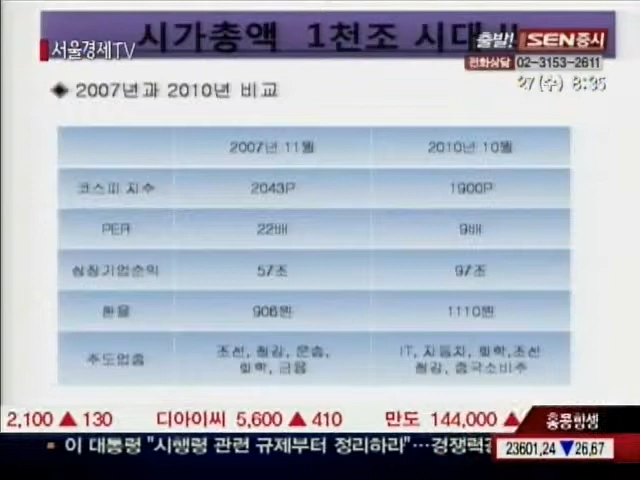 시가총액 1천조 시대
서울경제TV
출발! SEN증시
전화상담 02-3153-2611
27(수) 8:35
◆ 2007년과 2010년 비교
2007년 11월 2010년 10월
코스피 지수 2043P 1900P
PER 22배 9배
상장기업순익 57조 97조
환율 906원 1110원
주도업종 조선, 철강, 운송, 화학, 금융 IT, 자동차, 화학,조선 철강, 중국소비주
2,100 ▲ 130 디아이씨 5,600 ▲ 410 만도 144,000 ▲
홍콩항셍
이 대통령 "시행령 관련 규제부터 정리하라"…경쟁력
23601,24 ▼26,67